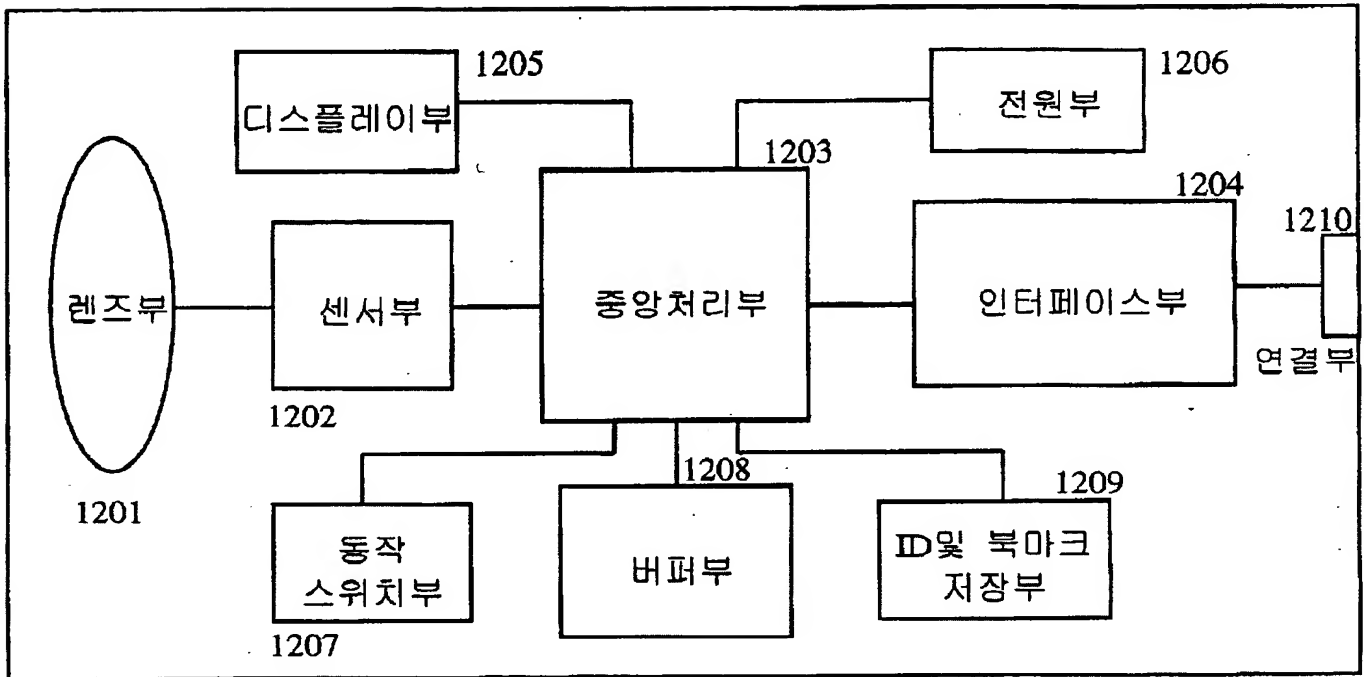 1205
디스플레이부
1206
전원부
1203
중앙처리부
1204
인터페이스부
1210
연결부
렌즈부
1201
센서부
1202
동작
스위치부
1207
1208
버퍼부
1209
ID및 북마크
저장부